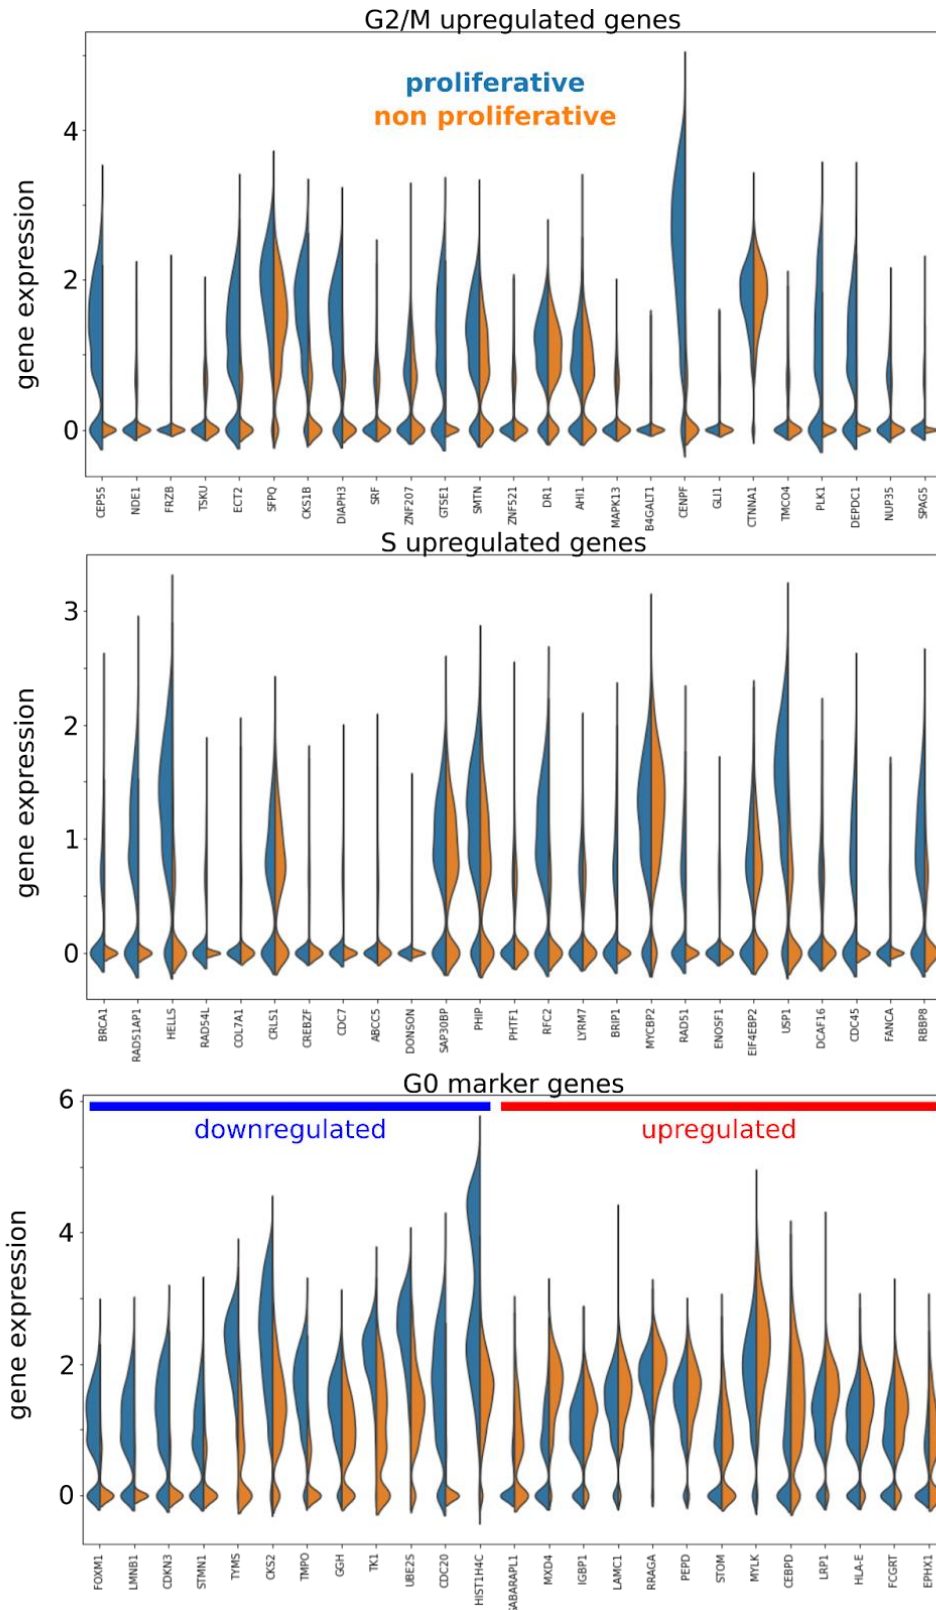 G2/M upregulated genes
proliferative
non proliferative
gene expression
4
2
0
CEP55 NDE1 FRZB TSKU ECT2 SFPQ CKS1B DIAPH3 SRF ZNF207 GTSE1 SMTN ZNF521 DR1 AHI1 MAPK13 B4GALT1 CENPF GLI1 CTNNA1 TMCO4 PLK1 DEPDC1 NUP35 SPAG5
S upregulated genes
gene expression
3
2
1
0
BRCA1 RAD51AP1 HELLS RAD54L COL7A1 CRLS1 CREBZF CDC7 ABCC5 DONSON SAP30BP PHIP PHTF1 RFC2 LYRM7 BRIP1 MYCBP2 RAD51 ENOSF1 EIF4EBP2 USP1 DCAF16 CDC45 FANCA RBBP8
G0 marker genes
downregulated upregulated
gene expression
6
4
2
0
FOXM1 LMNB1 CDKN3 STMN1 TYMS CKS2 TMPO GGH TK1 UBE2S CDC20 HIST1H4C GABARAPL1 MXD4 IGBP1 LAMC1 RRAGA PEPD STOM MYLK CEBPD LRP1 HLA-E FCGRT EPHX1